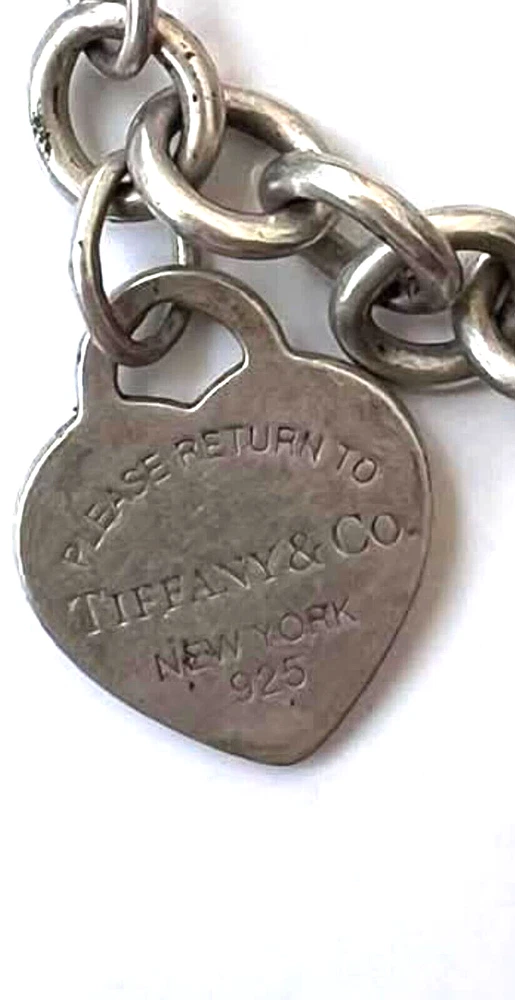 PLEASE RETURN TO
TIFFANY & CO.
NEW YORK
925